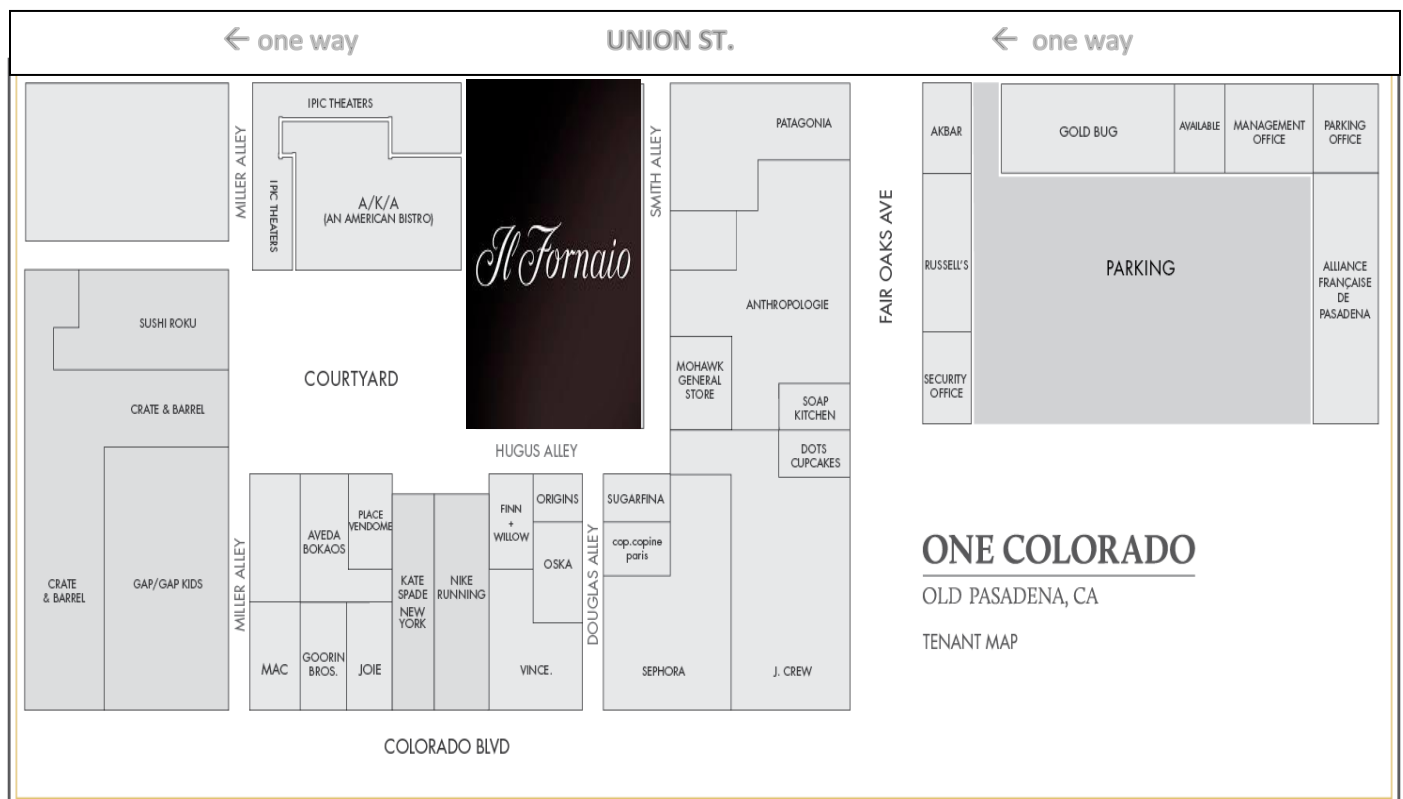 ← one way
UNION ST.
← one way
IPIC THEATERS
MILLER ALLEY
IPIC THEATERS
A/K/A
(AN AMERICAN BISTRO)
Il Fornaio
SMITH ALLEY
PATAGONIA
FAIR OAKS AVE
AKBAR
GOLD BUG
AVAILABLE
MANAGEMENT
OFFICE
PARKING
OFFICE
RUSSELL'S
PARKING
ALLIANCE
FRANÇAISE
DE
PASADENA
SECURITY
OFFICE
SUSHI ROKU
COURTYARD
CRATE & BARREL
ANTHROPOLOGIE
MOHAWK
GENERAL
STORE
SOAP
KITCHEN
DOTS
CUPCAKES
HUGUS ALLEY
CRATE
& BARREL
GAP/GAP KIDS
MILLER ALLEY
AVEDA
BOKAOS
PLACE
VENDOME
KATE
SPADE
NEW
YORK
NIKE
RUNNING
FINN
+
WILLOW
ORIGINS
OSKA
DOUGLAS ALLEY
SUGARFINA
cop.copine
paris
MAC
GOORIN
BROS.
JOIE
VINCE.
SEPHORA
J. CREW
COLORADO BLVD
ONE COLORADO
OLD PASADENA, CA
TENANT MAP